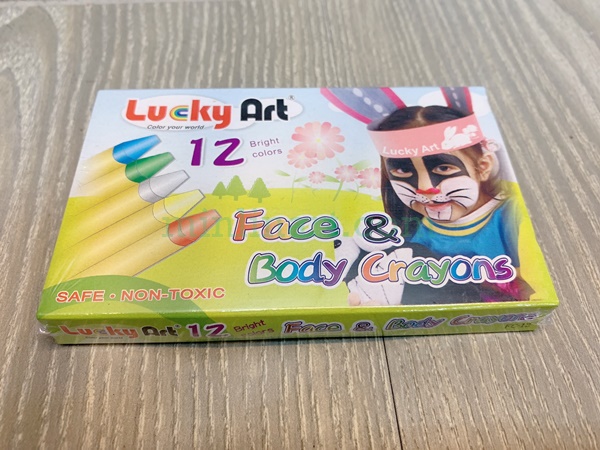 Lucky Art
Color your world
12 Bright
colors
Lucky Art
Face &
Body Crayons
SAFE · NON-TOXIC
Lucky Art 12 Bright
colors
Face & Body Crayons